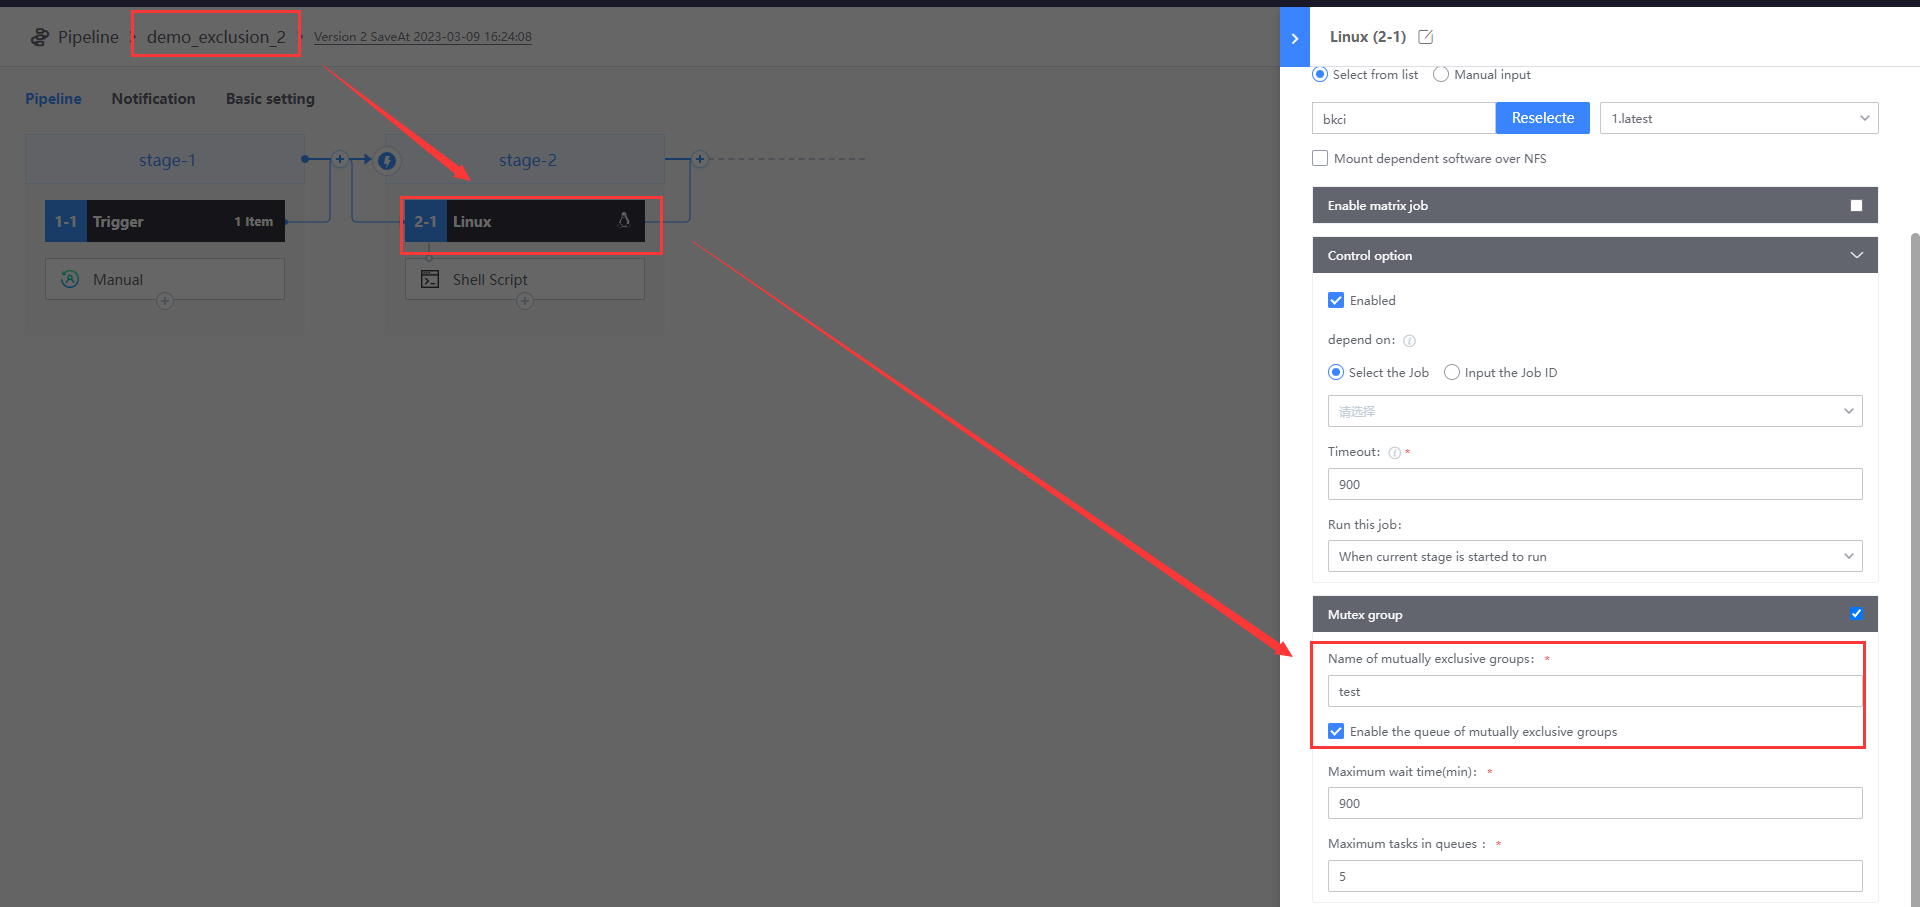 Pipeline
demo_exclusion_2
Version 2 SaveAt 2023-03-09 16:24:08
Pipeline
Notification
Basic setting
stage-1
stage-2
1-1 Trigger 1 Item
2-1 Linux
Manual
Shell Script
Linux (2-1)
Select from list Manual input
bkci Reselecte 1.latest
Mount dependent software over NFS
Enable matrix job
Control option
Enabled
depend on:
Select the Job Input the Job ID
请选择
Timeout: *
900
Run this job:
When current stage is started to run
Mutex group
Name of mutually exclusive groups: *
test
Enable the queue of mutually exclusive groups
Maximum wait time(min): *
900
Maximum tasks in queues : *
5